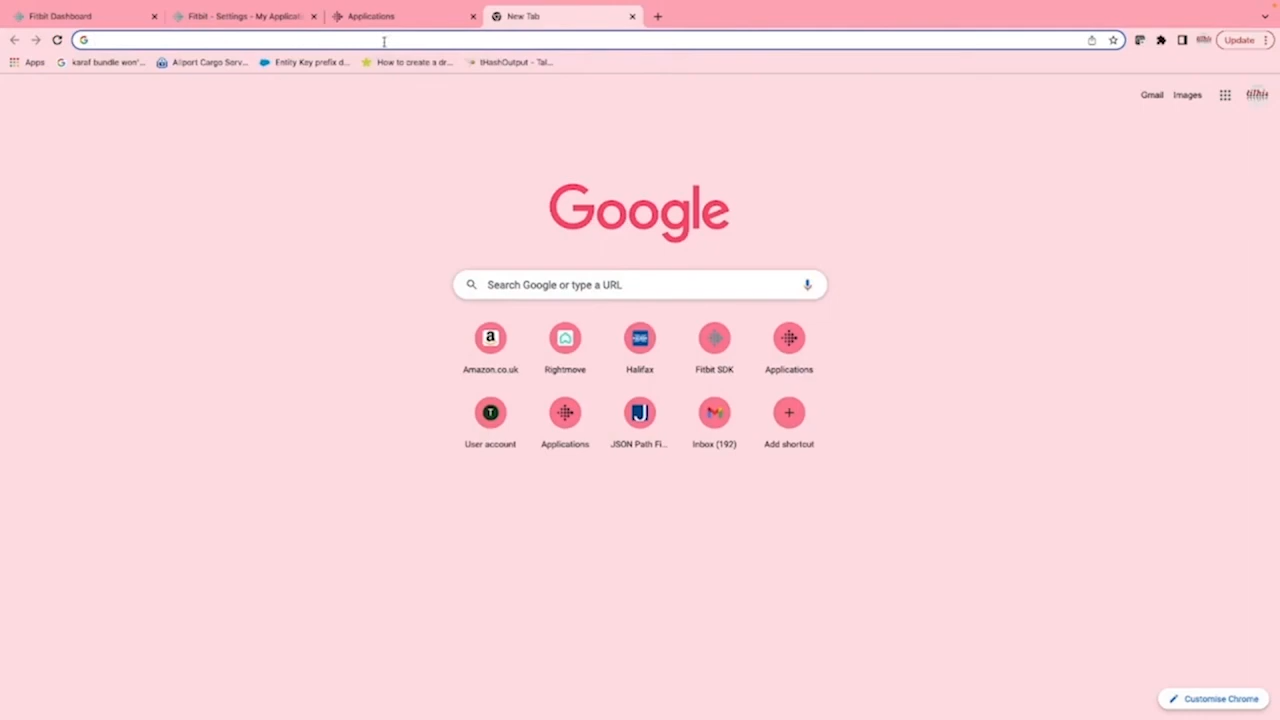 Fitbit Dashboard
Fitbit - Settings - My Applicati
Applications
New Tab
Update
Apps
karaf bundle won'...
Airport Cargo Serv...
Entity Key prefix d...
How to create a dr...
tHashOutput - Tal...
Gmail
Images
Google
Search Google or type a URL
Amazon.co.uk
Rightmove
Halifax
Fitbit SDK
Applications
User account
Applications
JSON Path Fi...
Inbox (192)
Add shortcut
Customise Chrome